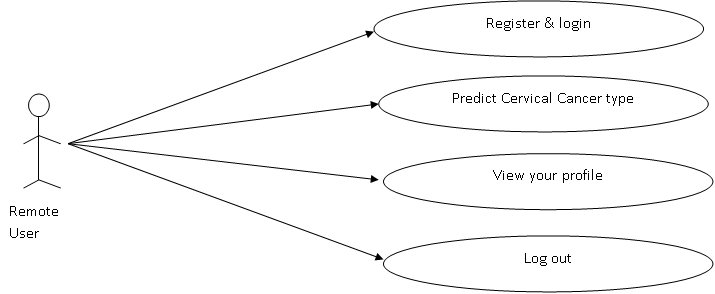 Register & login
Predict Cervical Cancer type
View your profile
Remote
User
Log out